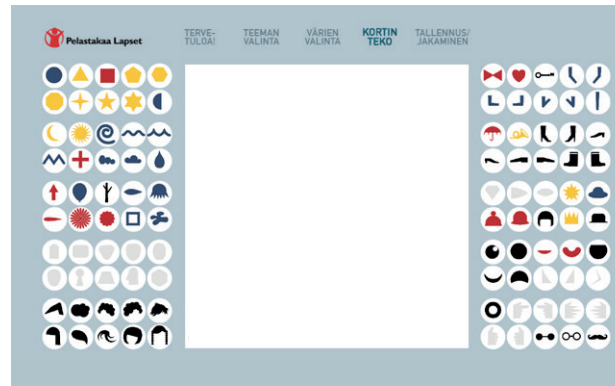 Pelastakaa Lapset
TERVE-
TULOA!
TEEMAN
VALINTA
VÄRIEN
VALINTA
KORTIN
TEKO
TALLENNUS/
JAKAMINEN